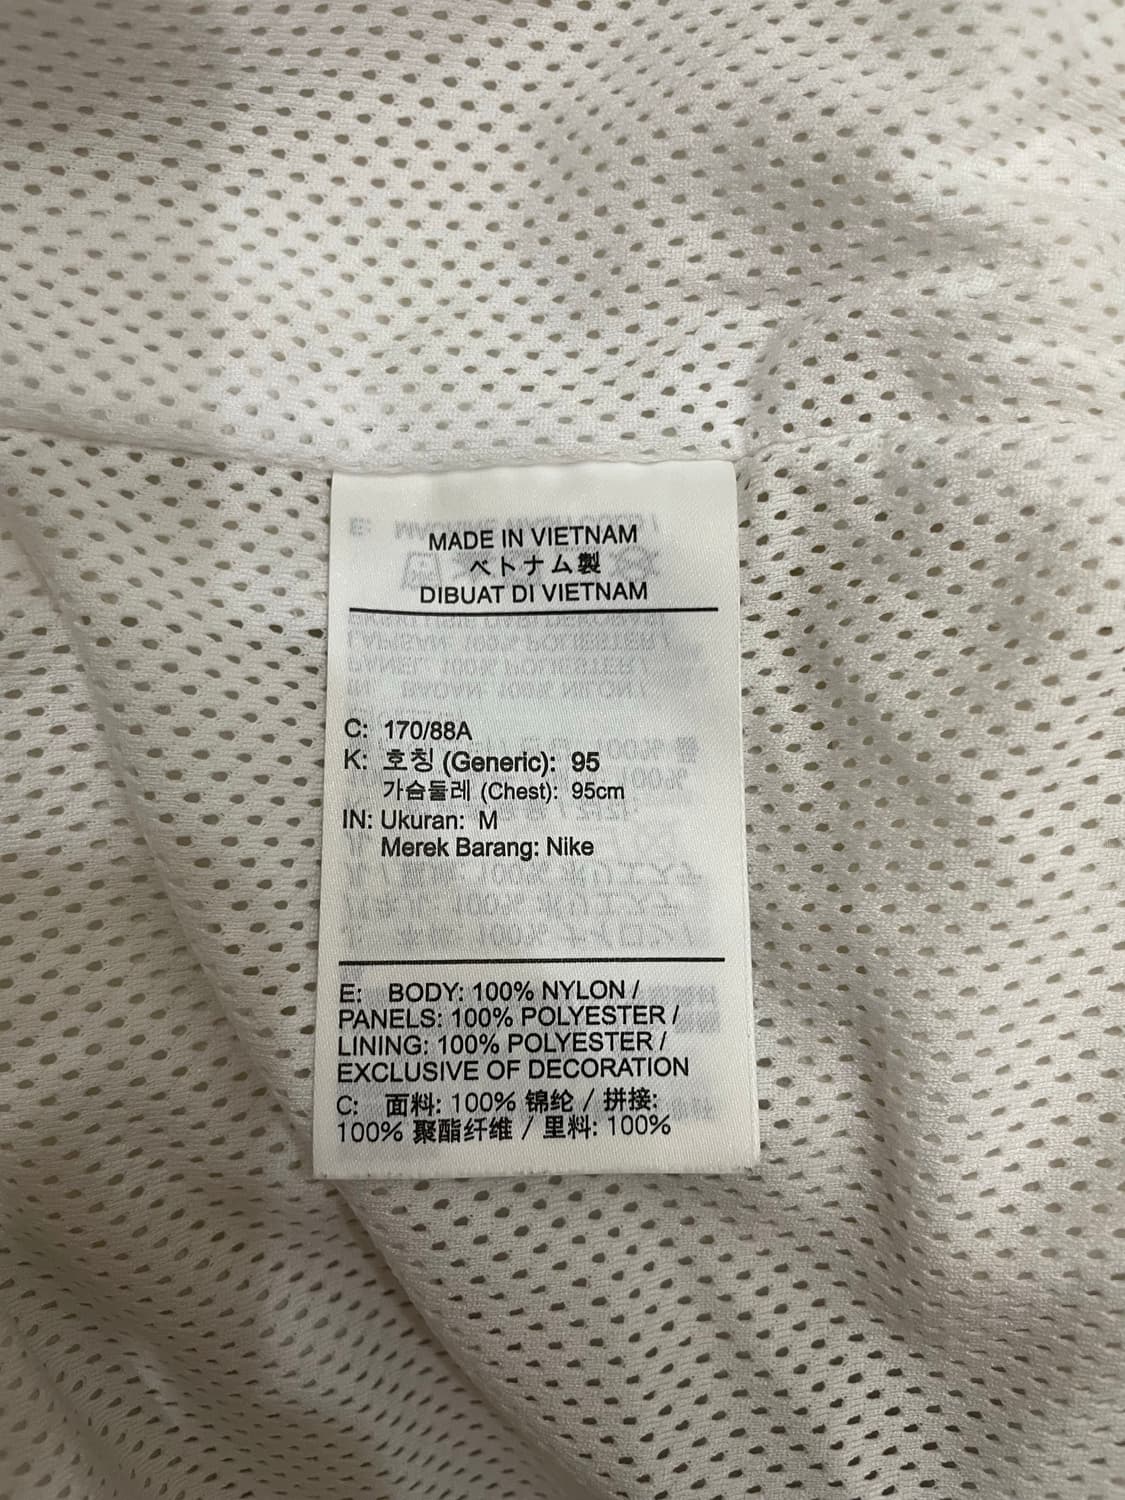 MADE IN VIETNAM
ベトナム製
DIBUAT DI VIETNAM
C: 170/88A
K: 호칭 (Generic): 95
가슴둘레 (Chest): 95cm
IN: Ukuran: M
Merek Barang: Nike
E: BODY: 100% NYLON /
PANELS: 100% POLYESTER /
LINING: 100% POLYESTER /
EXCLUSIVE OF DECORATION
C: 面料: 100% 锦纶 / 拼接:
100% 聚酯纤维 / 里料: 100%